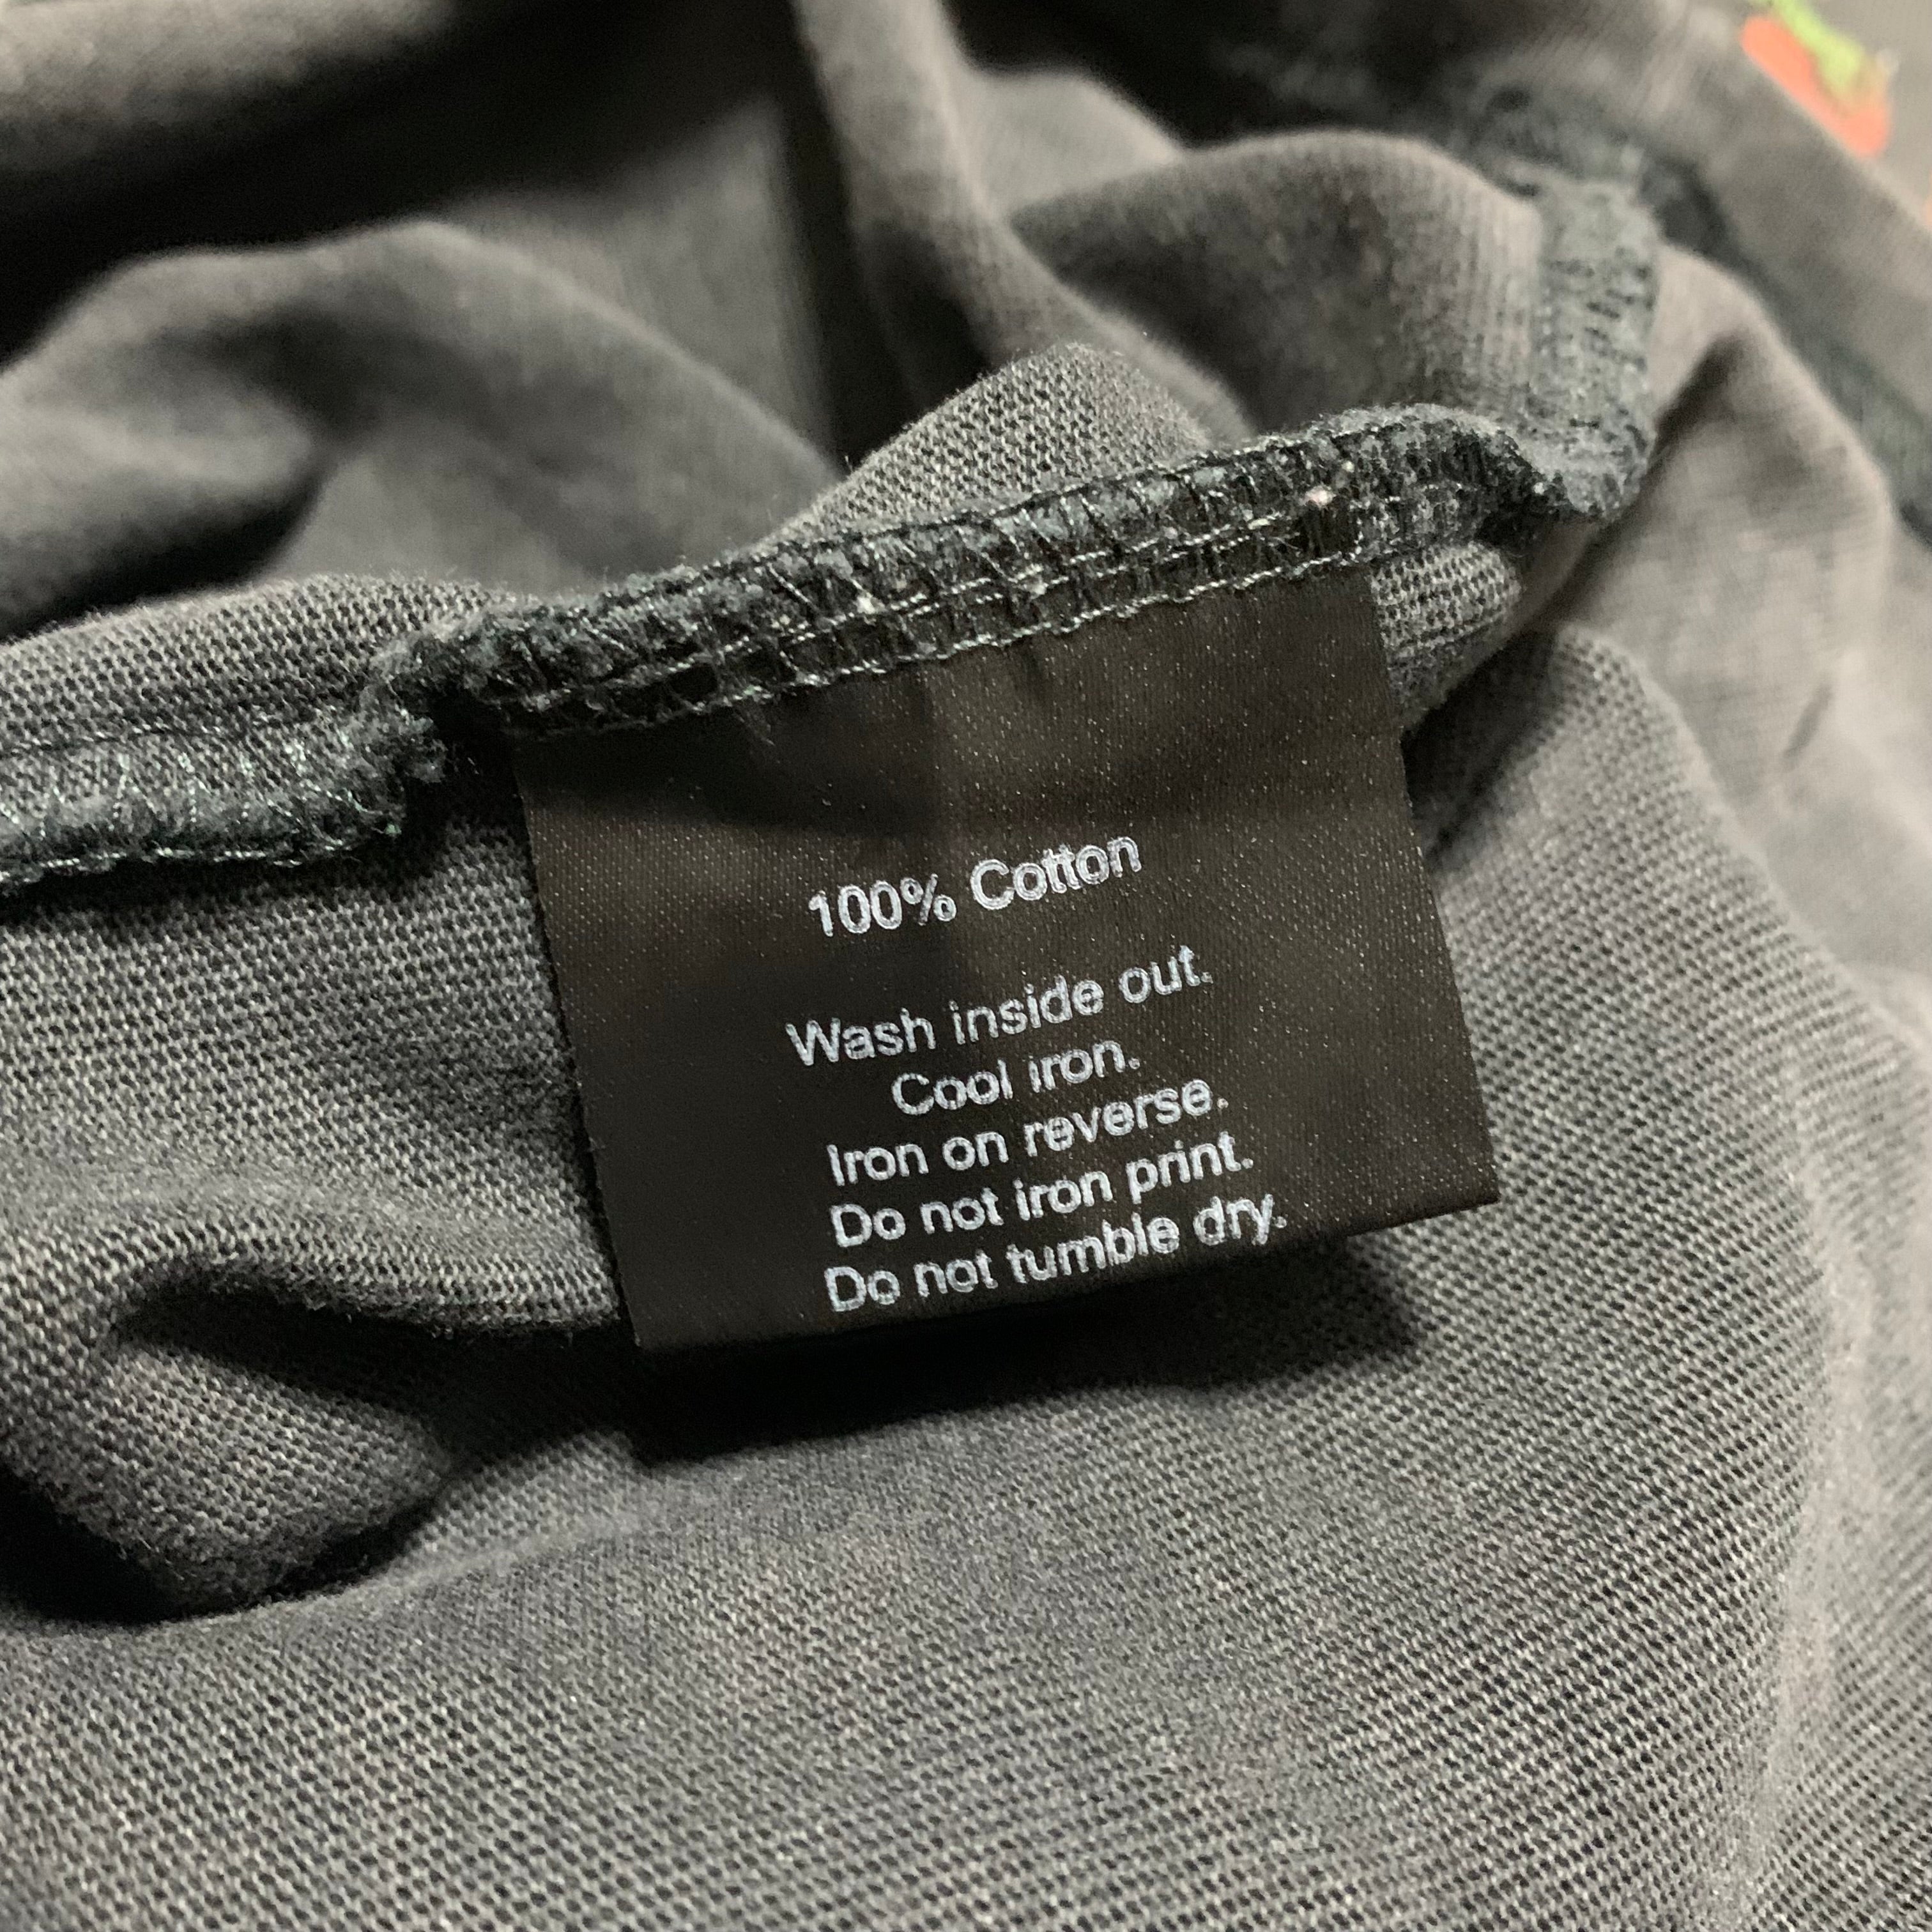 100% Cotton
Wash inside out.
Cool iron.
Iron on reverse.
Do not iron print.
Do not tumble dry.